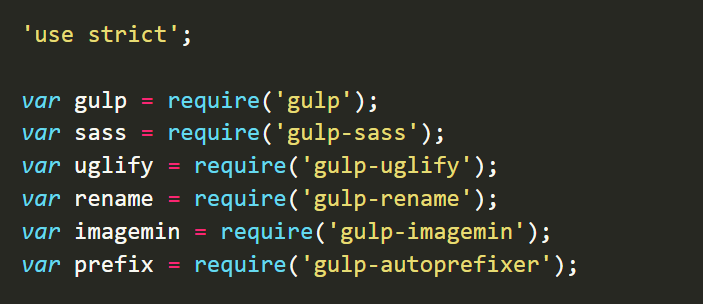 'use strict';
var gulp = require('gulp');
var sass = require('gulp-sass');
var uglify = require('gulp-uglify');
var rename = require('gulp-rename');
var imagemin = require('gulp-imagemin');
var prefix = require('gulp-autoprefixer');